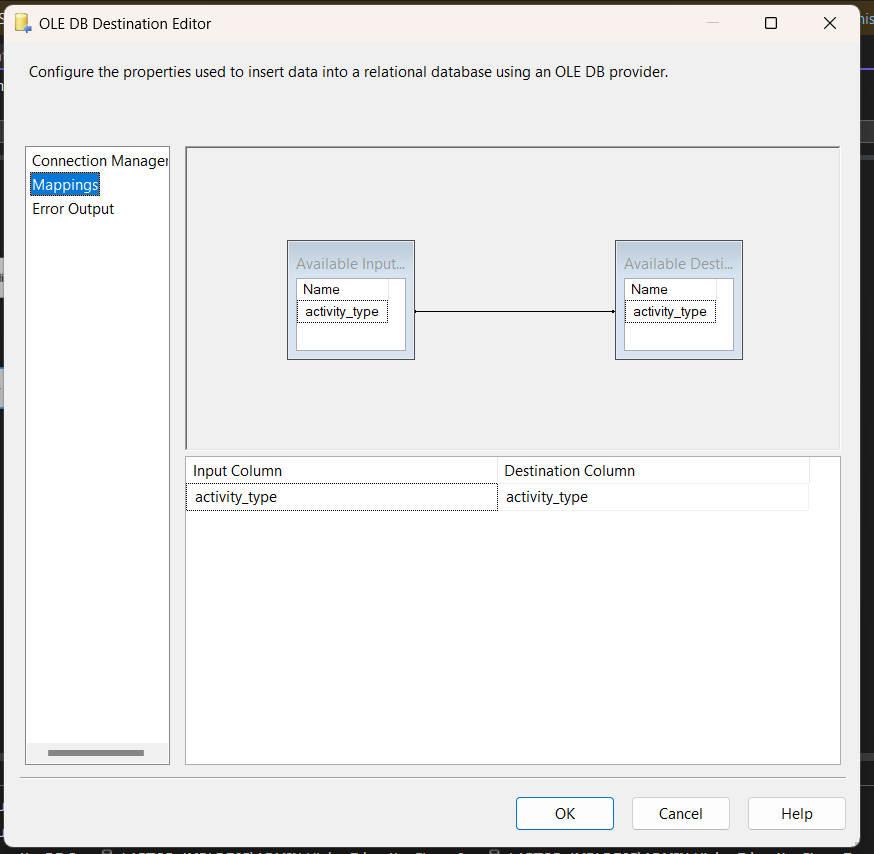 OLE DB Destination Editor
Configure the properties used to insert data into a relational database using an OLE DB provider.
Connection Manager
Mappings
Error Output
Available Input...
Name
activity_type
Available Desti...
Name
activity_type
Input Column Destination Column
activity_type activity_type
OK Cancel Help